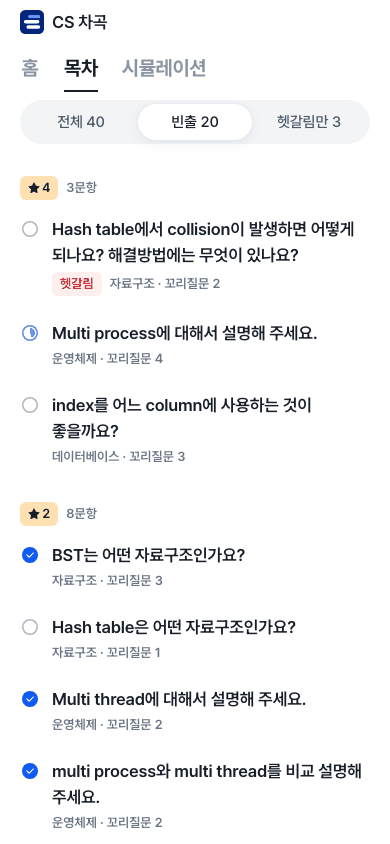 CS 차곡
홈 목차 시뮬레이션
전체 40 빈출 20 헷갈림만 3
★4 3문항
Hash table에서 collision이 발생하면 어떻게
되나요? 해결방법에는 무엇이 있나요?
헷갈림 자료구조 · 꼬리질문 2
Multi process에 대해서 설명해 주세요.
운영체제 · 꼬리질문 4
index를 어느 column에 사용하는 것이
좋을까요?
데이터베이스 · 꼬리질문 3
★2 8문항
BST는 어떤 자료구조인가요?
자료구조 · 꼬리질문 3
Hash table은 어떤 자료구조인가요?
자료구조 · 꼬리질문 1
Multi thread에 대해서 설명해 주세요.
운영체제 · 꼬리질문 2
multi process와 multi thread를 비교 설명해
주세요.
운영체제 · 꼬리질문 2